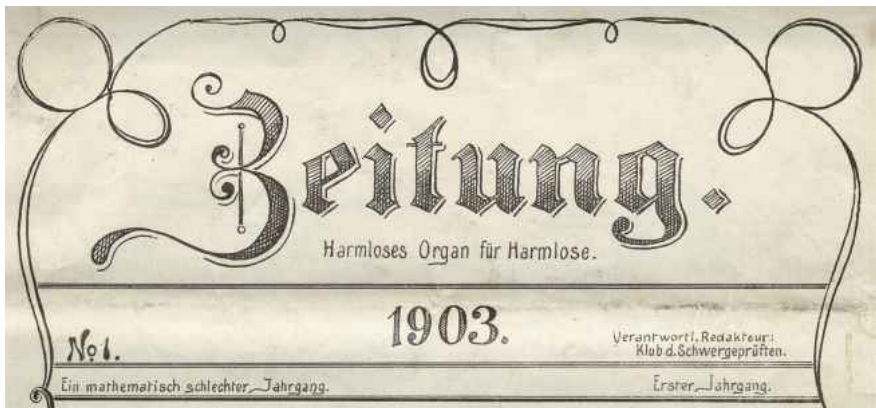 Zeitung.
Harmloses Organ für Harmlose.
1903.
No 1.
Verantwortl. Redakteur:
Klub d. Schwergeprüften.
Ein mathematisch schlechter Jahrgang.
Erster Jahrgang.